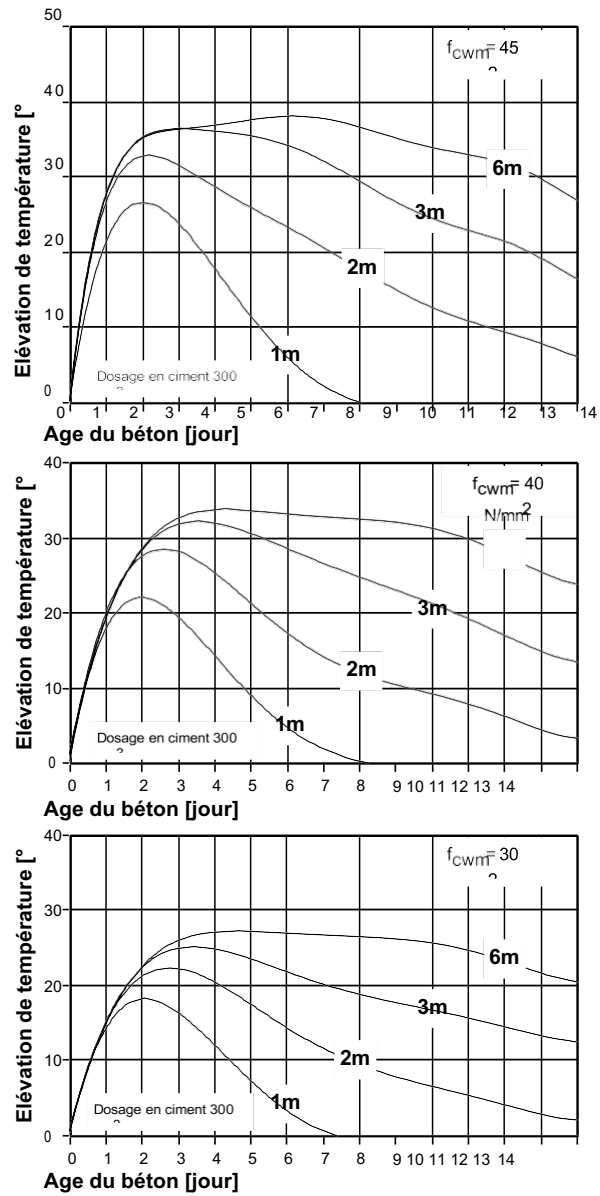 50
40
30
20
10
0
Elévation de température [°
fcwm= 45
6m
3m
2m
1m
Dosage en ciment 300
0 1 2 3 4 5 6 7 8 9 10 11 12 13 14
Age du béton [jour]
40
30
20
10
0
Elévation de température [°
fcwm= 40
N/mm2
3m
2m
1m
Dosage en ciment 300
0 1 2 3 4 5 6 7 8 9 10 11 12 13 14
Age du béton [jour]
40
30
20
10
0
Elévation de température [°
fcwm= 30
6m
3m
2m
1m
Dosage en ciment 300
0 1 2 3 4 5 6 7 8 9 10 11 12 13 14
Age du béton [jour]